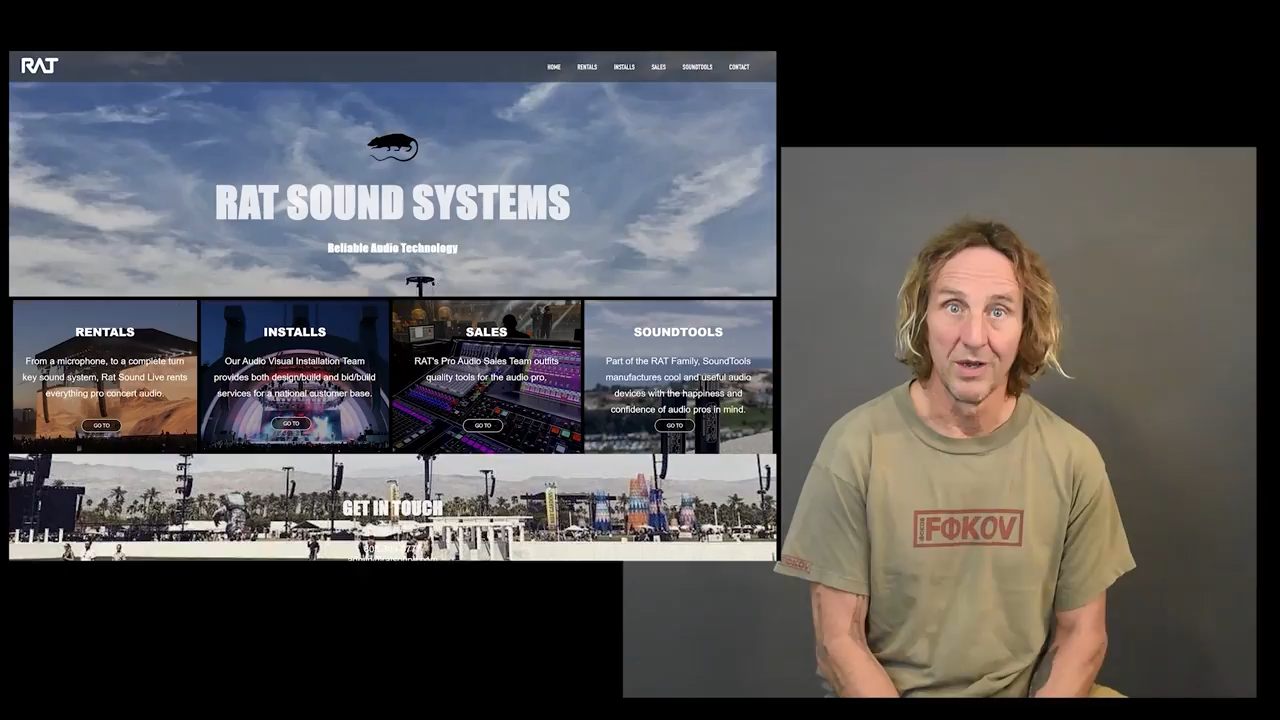 RAT
HOME RENTALS INSTALLS SALES SOUNDTOOLS CONTACT
RAT SOUND SYSTEMS
Reliable Audio Technology
RENTALS
From a microphone, to a complete turn
key sound system, Rat Sound Live rents
everything pro concert audio.
GO TO
INSTALLS
Our Audio Visual Installation Team
provides both design/build and bid/build
services for a national customer base.
GO TO
SALES
RAT's Pro Audio Sales Team outfits
quality tools for the audio pro.
GO TO
SOUNDTOOLS
Part of the RAT Family, SoundTools
manufactures cool and useful audio
devices with the happiness and
confidence of audio pros in mind.
GO TO
GET IN TOUCH
FΦKOV